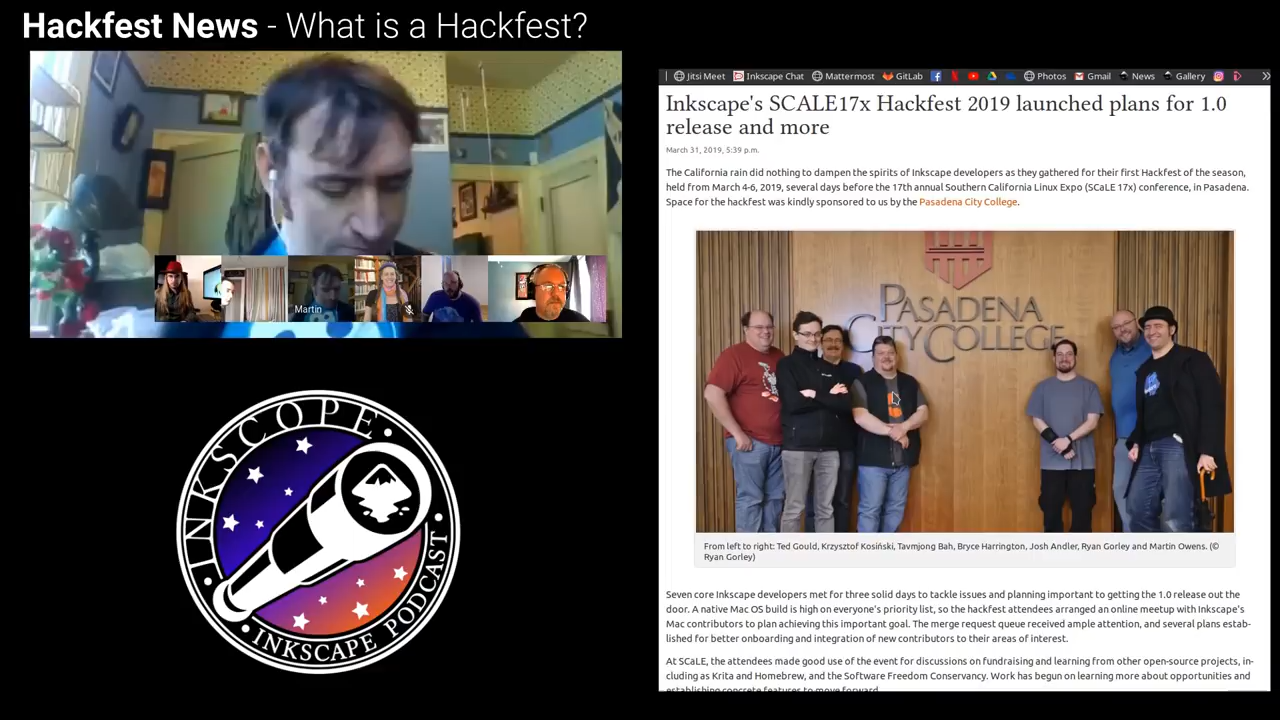 Hackfest News - What is a Hackfest?
Martin
INKSCOPE
INKSCAPE PODCAST
Jitsi Meet Inkscape Chat Mattermost GitLab Photos Gmail News Gallery
Inkscape's SCALE17x Hackfest 2019 launched plans for 1.0
release and more
March 31, 2019, 5:39 p.m.
The California rain did nothing to dampen the spirits of Inkscape developers as they gathered for their first Hackfest of the season,
held from March 4-6, 2019, several days before the 17th annual Southern California Linux Expo (SCaLE 17x) conference, in Pasadena.
Space for the hackfest was kindly sponsored to us by the Pasadena City College.
PASADENA
CITY COLLEGE
From left to right: Ted Gould, Krzysztof Kosiński, Tavmjong Bah, Bryce Harrington, Josh Andler, Ryan Gorley and Martin Owens. (©
Ryan Gorley)
Seven core Inkscape developers met for three solid days to tackle issues and planning important to getting the 1.0 release out the
door. A native Mac OS build is high on everyone's priority list, so the hackfest attendees arranged an online meetup with Inkscape's
Mac contributors to plan achieving this important goal. The merge request queue received ample attention, and several plans estab-
lished for better onboarding and integration of new contributors to their areas of interest.
At SCaLE, the attendees made good use of the event for discussions on fundraising and learning from other open-source projects, in-
cluding as Krita and Homebrew, and the Software Freedom Conservancy. Work has begun on learning more about opportunities and
establishing concrete features to move forward.